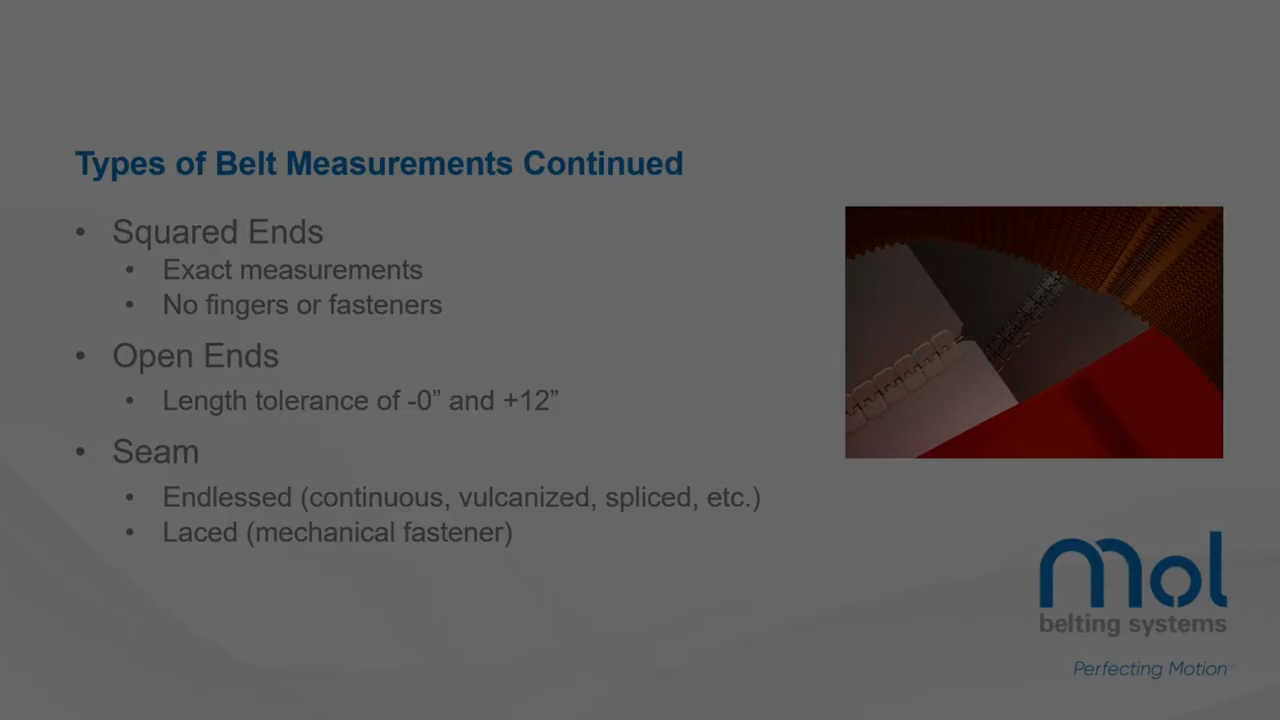 Types of Belt Measurements Continued
• Squared Ends
• Exact measurements
• No fingers or fasteners
• Open Ends
• Length tolerance of -0” and +12”
• Seam
• Endlessed (continuous, vulcanized, spliced, etc.)
• Laced (mechanical fastener)
mol
belting systems
Perfecting Motion™